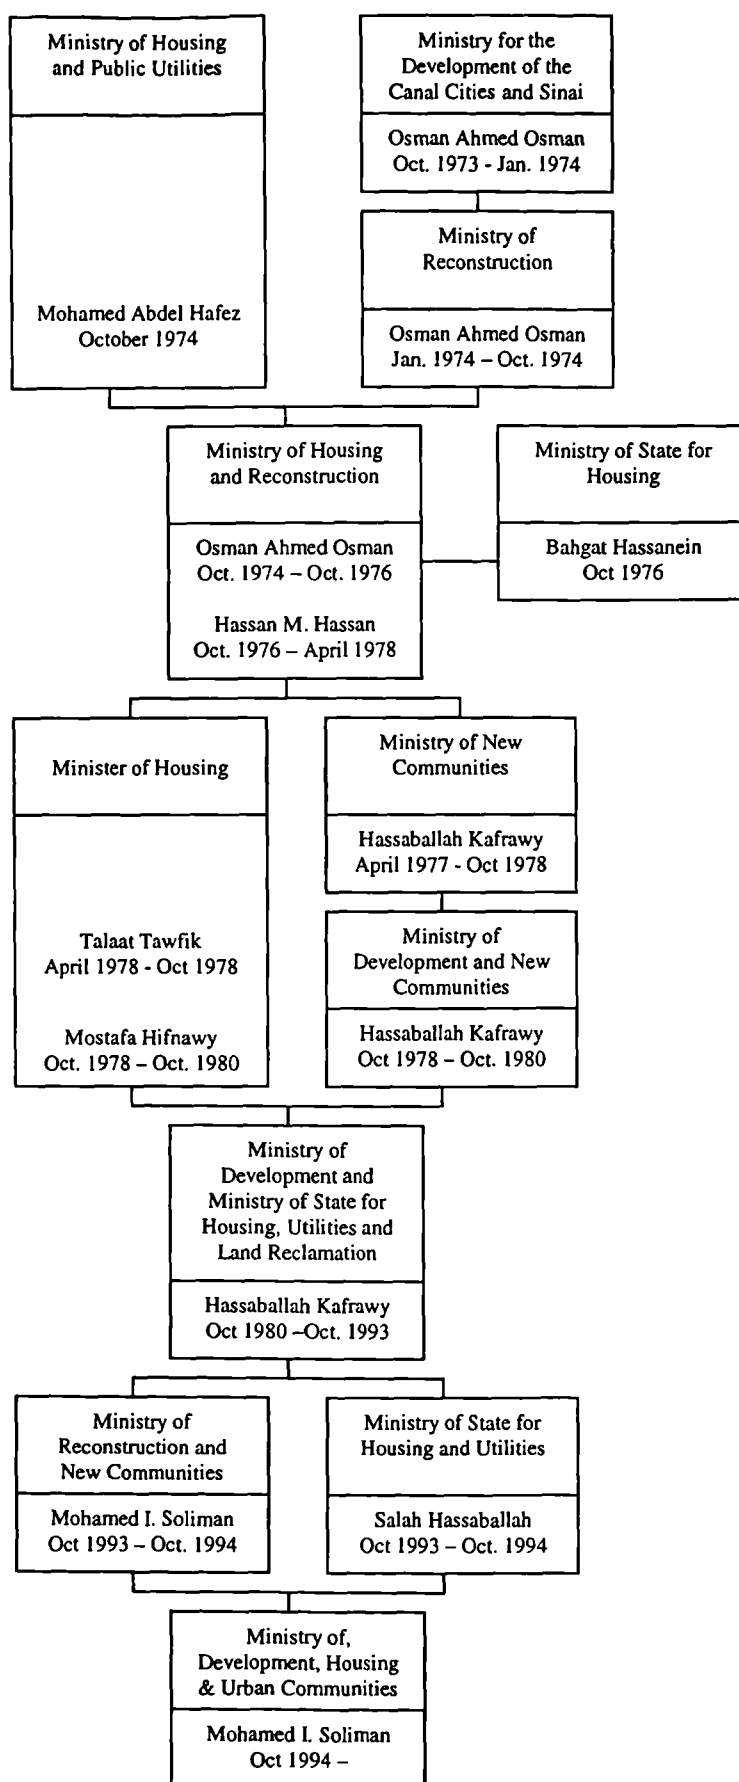 Ministry of Housing
and Public Utilities
Mohamed Abdel Hafez
October 1974
Ministry for the
Development of the
Canal Cities and Sinai
Osman Ahmed Osman
Oct. 1973 - Jan. 1974
Ministry of
Reconstruction
Osman Ahmed Osman
Jan. 1974 – Oct. 1974
Ministry of Housing
and Reconstruction
Osman Ahmed Osman
Oct. 1974 – Oct. 1976
Hassan M. Hassan
Oct. 1976 – April 1978
Ministry of State for
Housing
Bahgat Hassanein
Oct 1976
Minister of Housing
Talaat Tawfik
April 1978 - Oct 1978
Mostafa Hifnawy
Oct. 1978 – Oct. 1980
Ministry of New
Communities
Hassaballah Kafrawy
April 1977 - Oct 1978
Ministry of
Development and New
Communities
Hassaballah Kafrawy
Oct 1978 – Oct. 1980
Ministry of
Development and
Ministry of State for
Housing, Utilities and
Land Reclamation
Hassaballah Kafrawy
Oct 1980 –Oct. 1993
Ministry of
Reconstruction and
New Communities
Mohamed I. Soliman
Oct 1993 – Oct. 1994
Ministry of State for
Housing and Utilities
Salah Hassaballah
Oct 1993 – Oct. 1994
Ministry of,
Development, Housing
& Urban Communities
Mohamed I. Soliman
Oct 1994 –